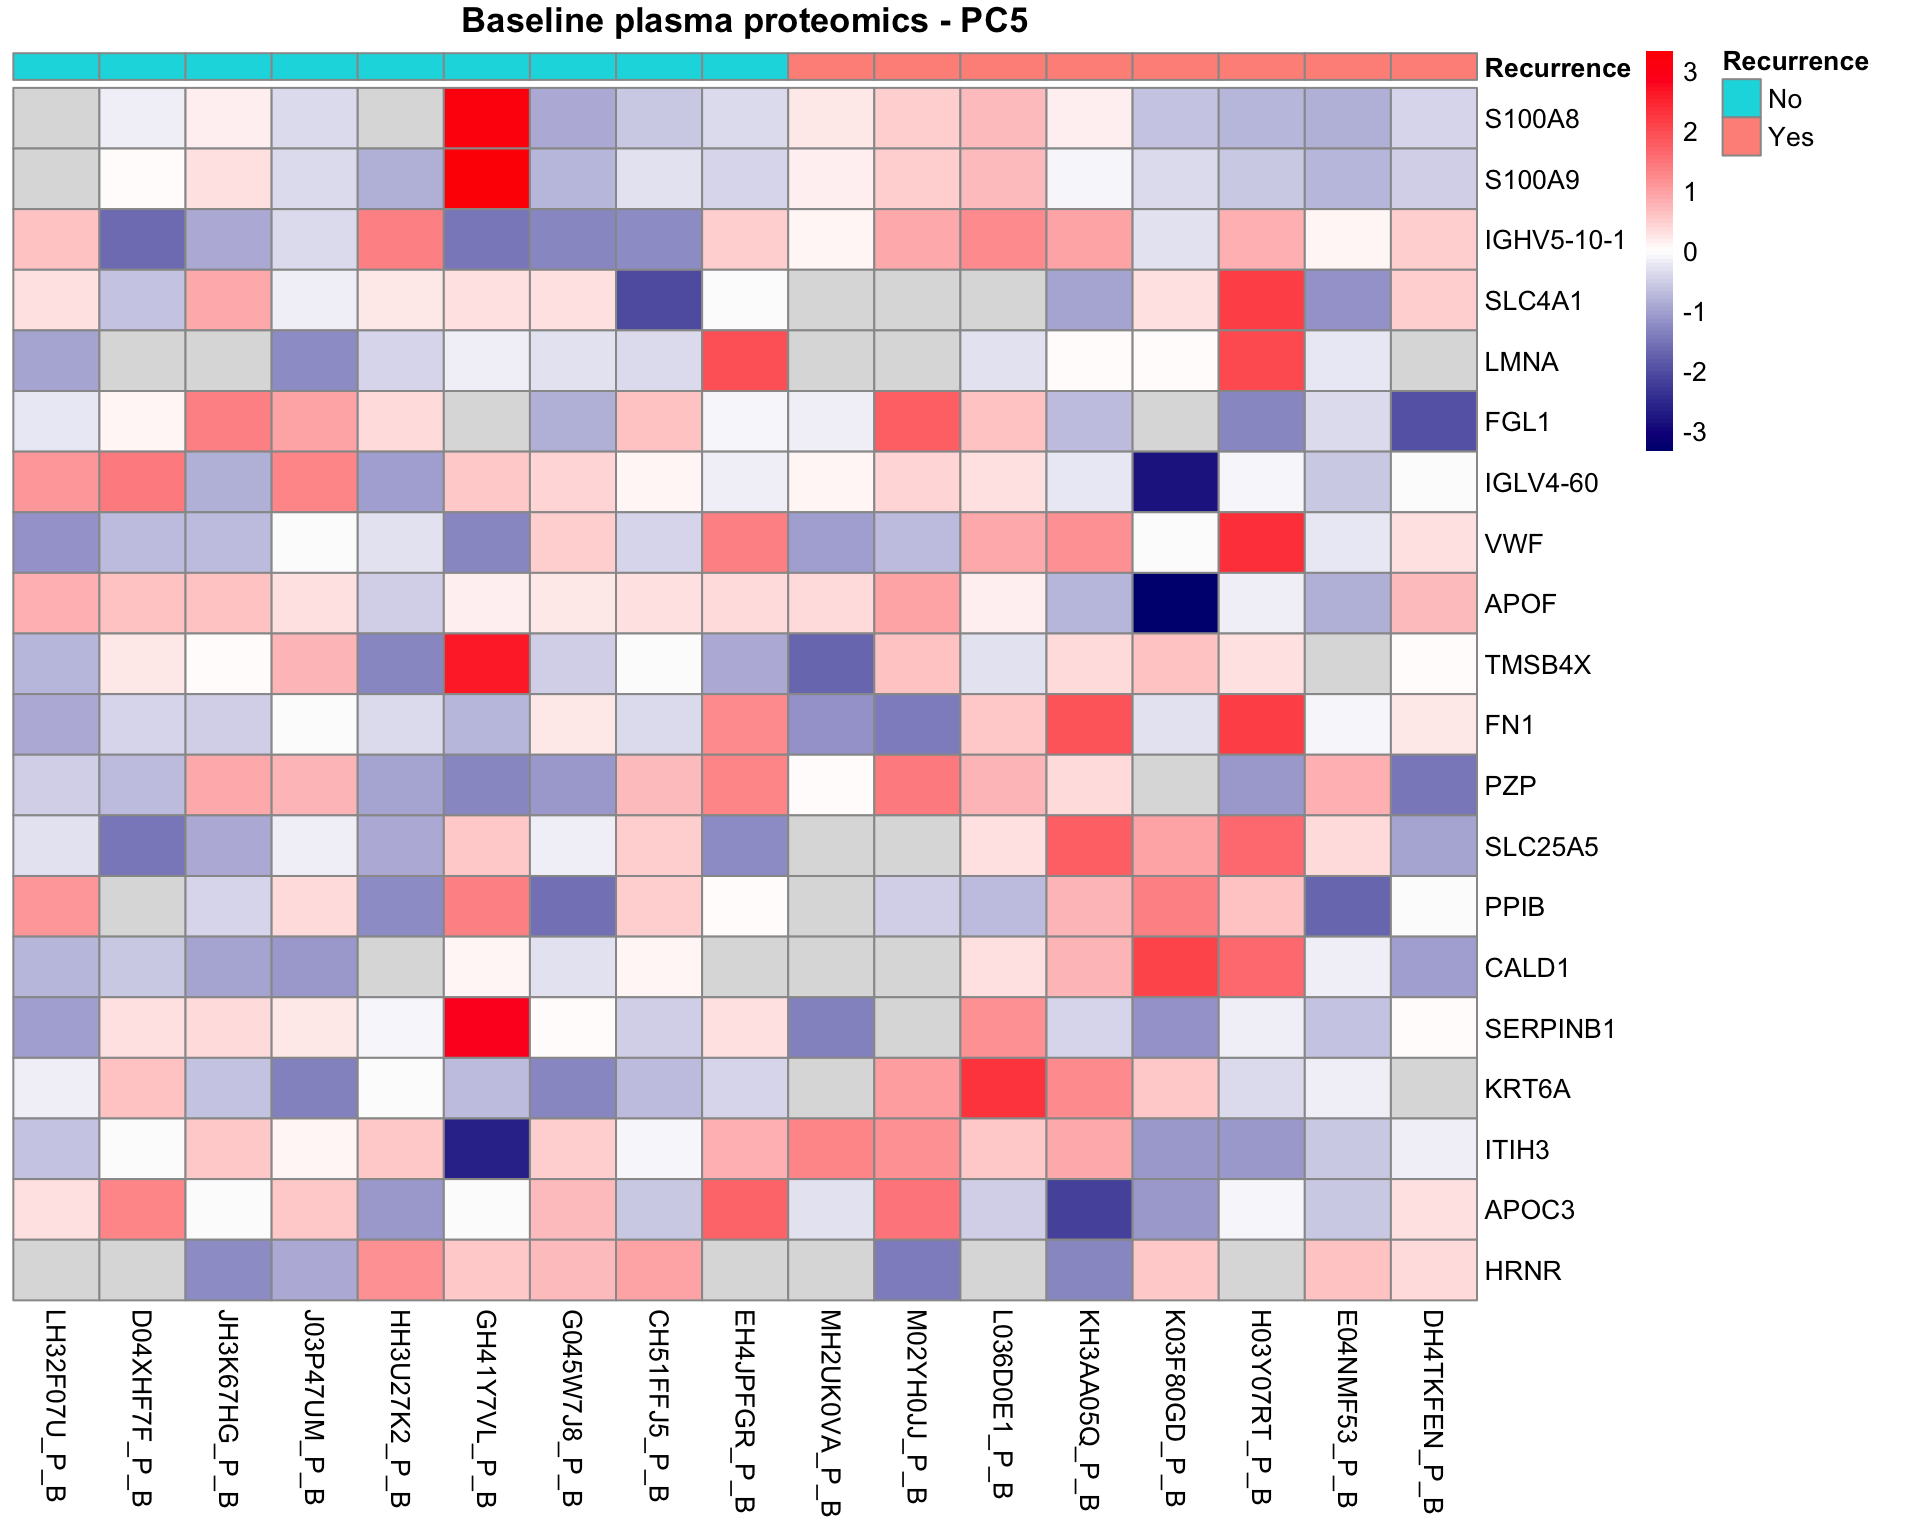 Baseline plasma proteomics - PC5
Recurrence
S100A8
S100A9
IGHV5-10-1
SLC4A1
LMNA
FGL1
IGLV4-60
VWF
APOF
TMSB4X
FN1
PZP
SLC25A5
PPIB
CALD1
SERPINB1
KRT6A
ITIH3
APOC3
HRNR
3
2
1
0
-1
-2
-3
Recurrence
No
Yes
LH32F07U_P_B
D04XHF7F_P_B
JH3K67HG_P_B
J03P47UM_P_B
HH3U27K2_P_B
GH41Y7VL_P_B
G045W7J8_P_B
CH51FFJ5_P_B
EH4JPFGR_P_B
MH2UK0VA_P_B
M02YH0JJ_P_B
L036D0E1_P_B
KH3AA05Q_P_B
K03F80GD_P_B
H03Y07RT_P_B
E04NMF53_P_B
DH4TKFEN_P_B